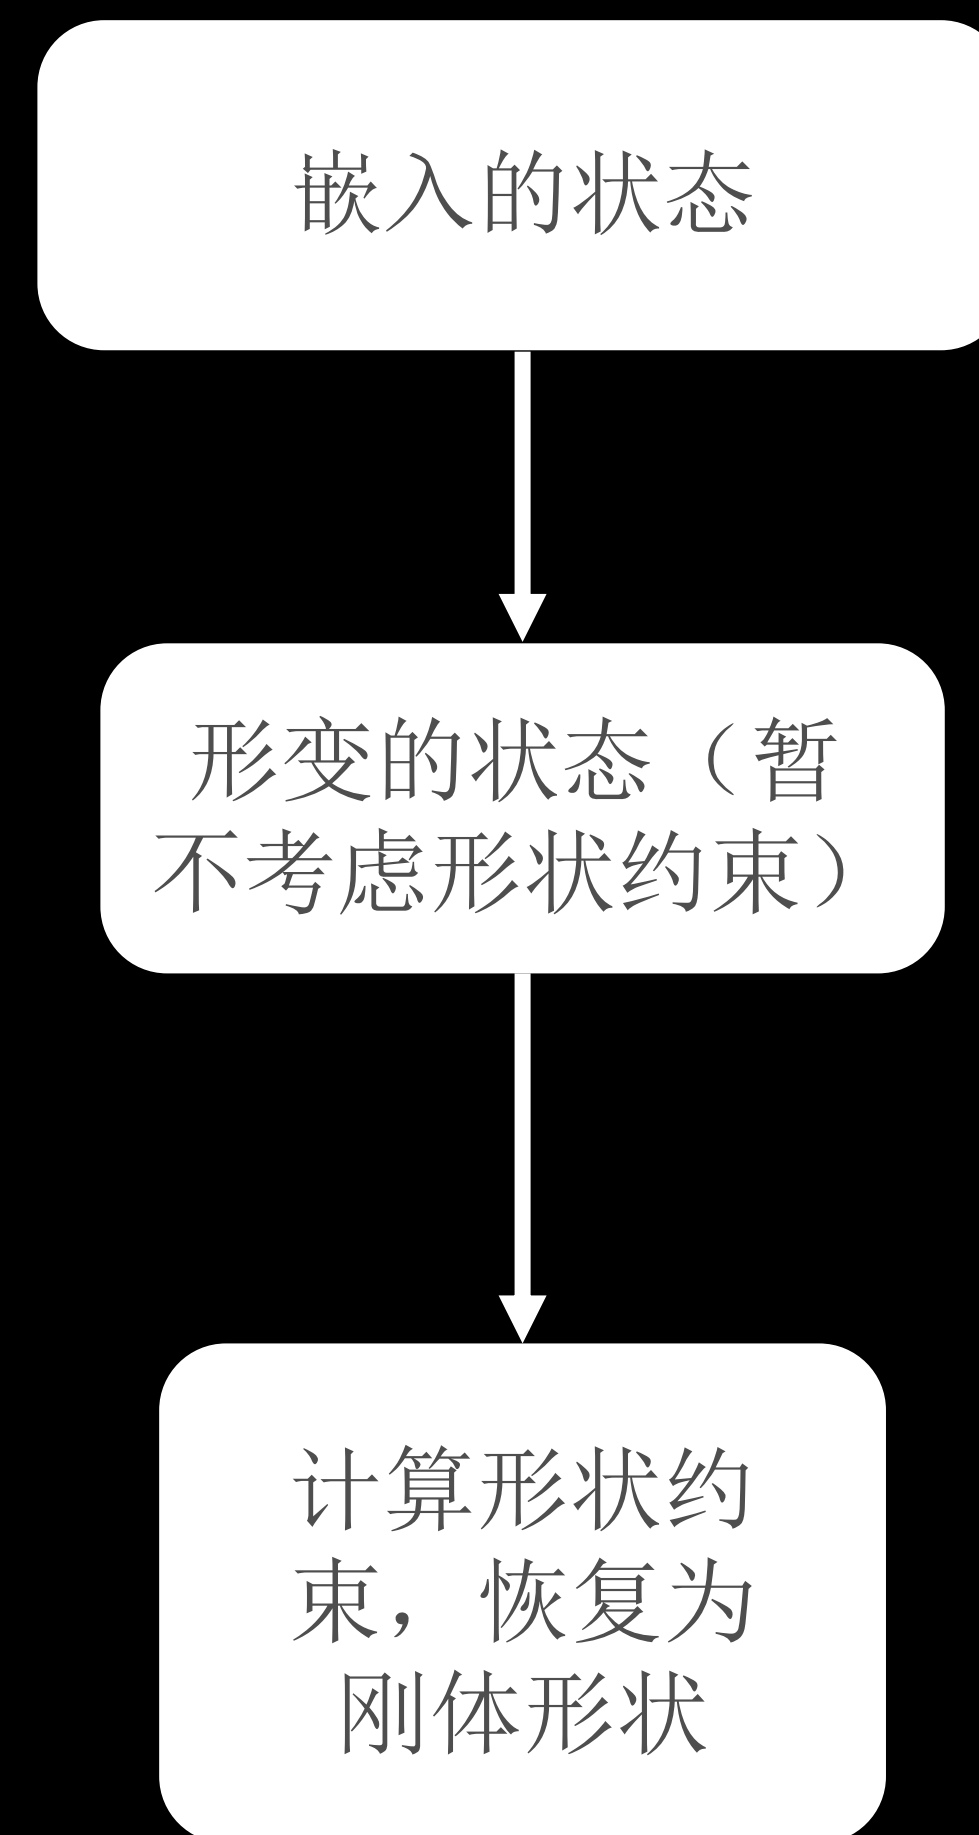 嵌入的状态
形变的状态（暂
不考虑形状约束）
计算形状约
束，恢复为
刚体形状